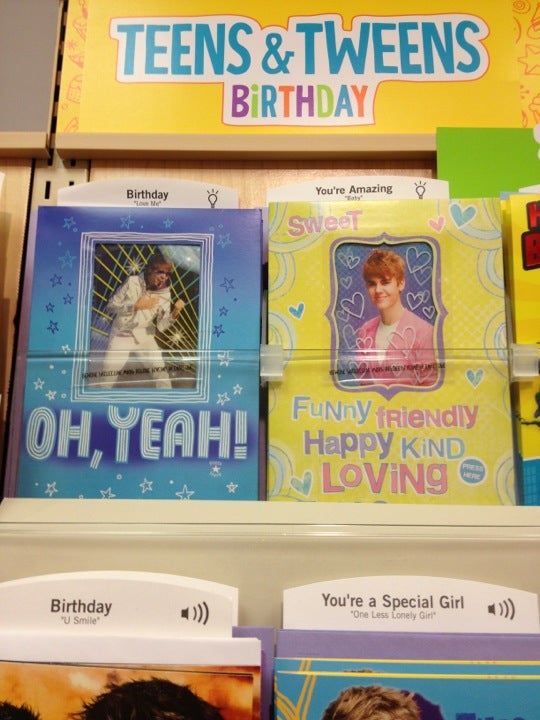 TEENS & TWEENS
BiRTHDAY
Birthday
"Love Me"
You're Amazing
"Baby"
OH, YEAH!
SWeeT
FuNNy friendly
Happy KiND
LOViNG
PRESS
HERE
Birthday
"U Smile"
You're a Special Girl
"One Less Lonely Girl"